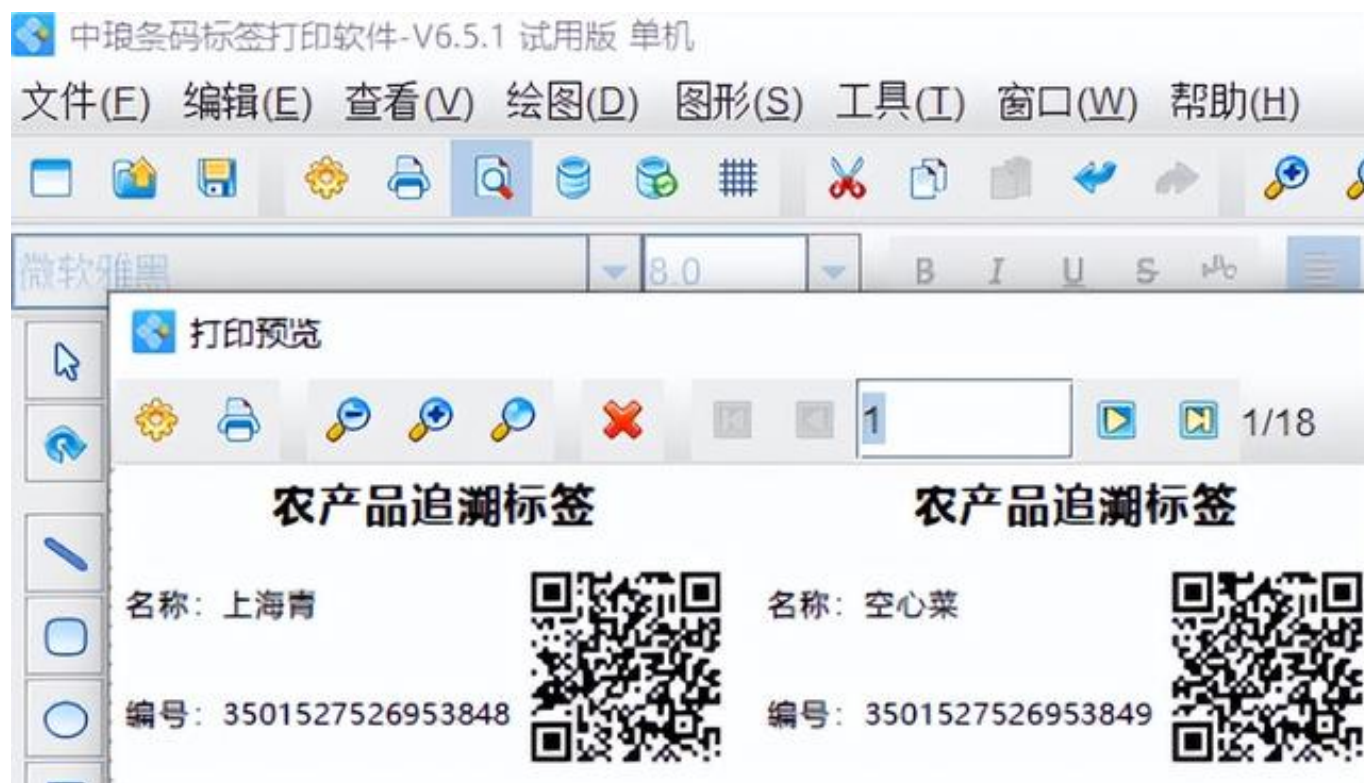 中琅条码标签打印软件-V6.5.1 试用版 单机
文件(F) 编辑(E) 查看(V) 绘图(D) 图形(S) 工具(T) 窗口(W) 帮助(H)
微软雅黑 8.0 B I U S
打印预览
1 1/18
农产品追溯标签 农产品追溯标签
名称：上海青 名称：空心菜
编号：3501527526953848 编号：3501527526953849